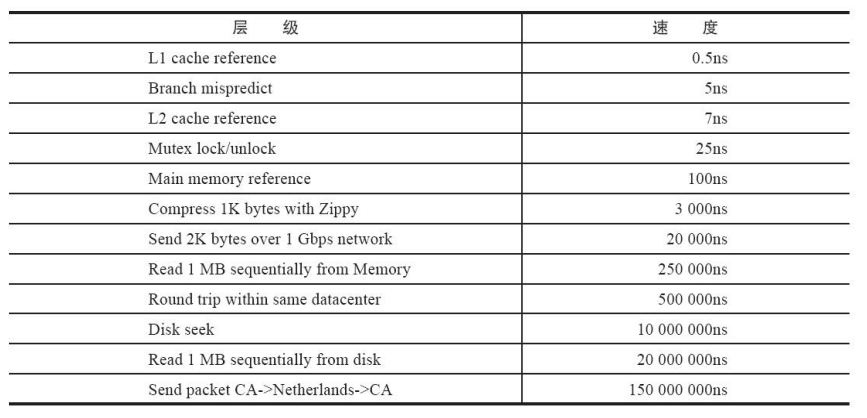 层 级 速 度
L1 cache reference 0.5ns
Branch mispredict 5ns
L2 cache reference 7ns
Mutex lock/unlock 25ns
Main memory reference 100ns
Compress 1K bytes with Zippy 3 000ns
Send 2K bytes over 1 Gbps network 20 000ns
Read 1 MB sequentially from Memory 250 000ns
Round trip within same datacenter 500 000ns
Disk seek 10 000 000ns
Read 1 MB sequentially from disk 20 000 000ns
Send packet CA->Netherlands->CA 150 000 000ns